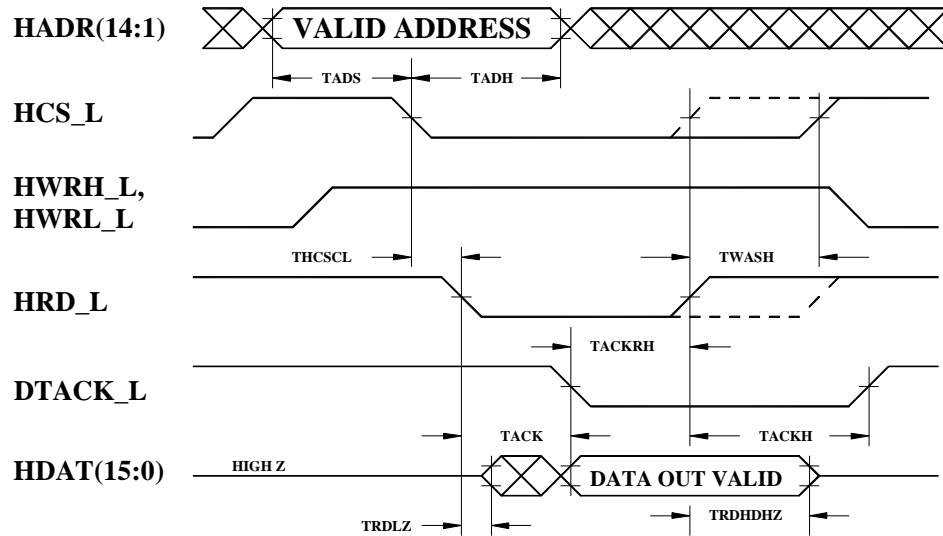 HADR(14:1)
VALID ADDRESS
TADS
TADH
HCS_L
HWRH_L,
HWRL_L
THCSCL
TWASH
HRD_L
TACKRH
DTACK_L
TACK
TACKH
HDAT(15:0)
HIGH Z
DATA OUT VALID
TRDLZ
TRDHDHZ